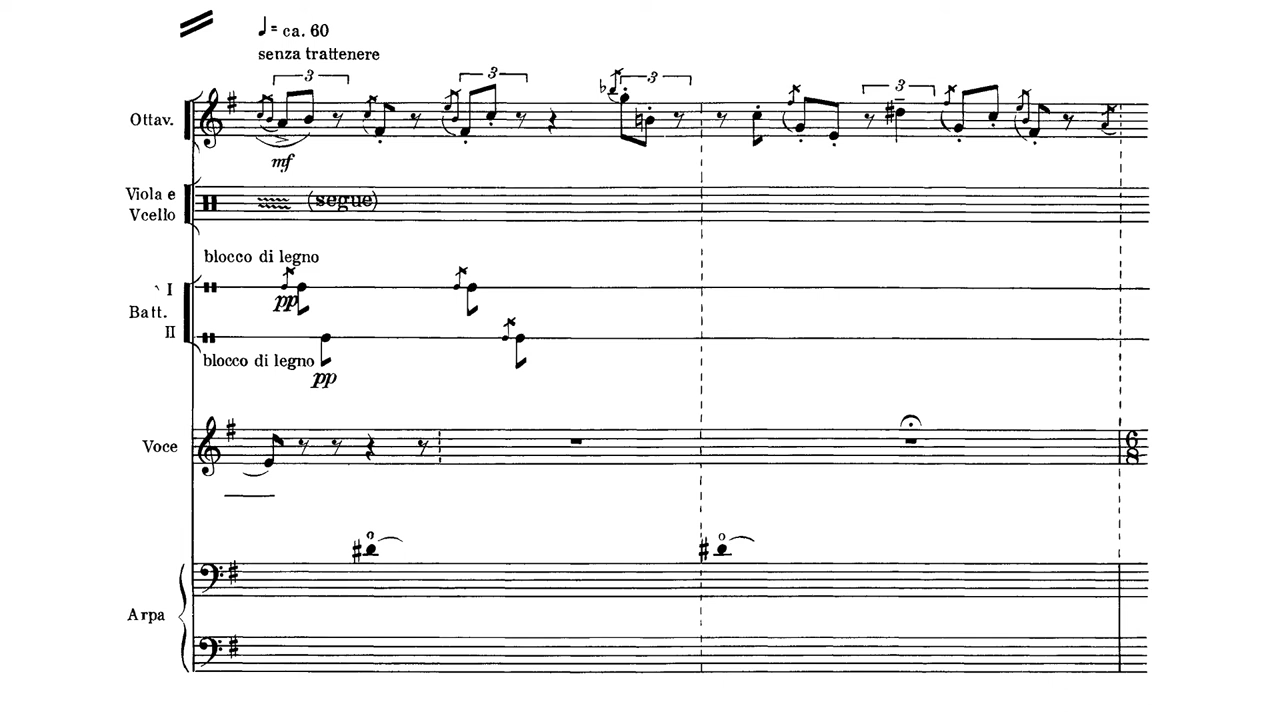 ♩= ca. 60
senza trattenere
3 3 3 3
Ottav.
mf
Viola e
Vcello
(segue)
blocco di legno
I
pp
Batt.
II
blocco di legno
pp
Voce
6
8
Arpa